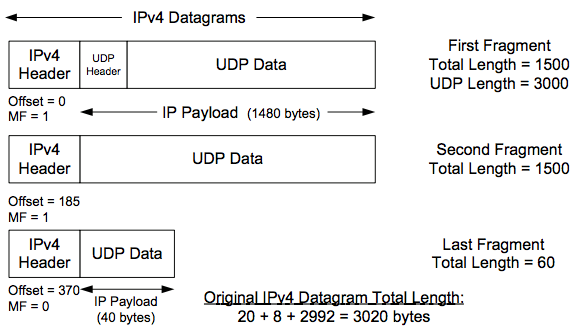 IPv4 Datagrams
IPv4 Header
UDP Header
UDP Data
First Fragment
Total Length = 1500
UDP Length = 3000
Offset = 0
MF = 1
IP Payload (1480 bytes)
IPv4 Header
UDP Data
Second Fragment
Total Length = 1500
Offset = 185
MF = 1
IPv4 Header
UDP Data
Last Fragment
Total Length = 60
Offset = 370
MF = 0
IP Payload
(40 bytes)
Original IPv4 Datagram Total Length:
20 + 8 + 2992 = 3020 bytes